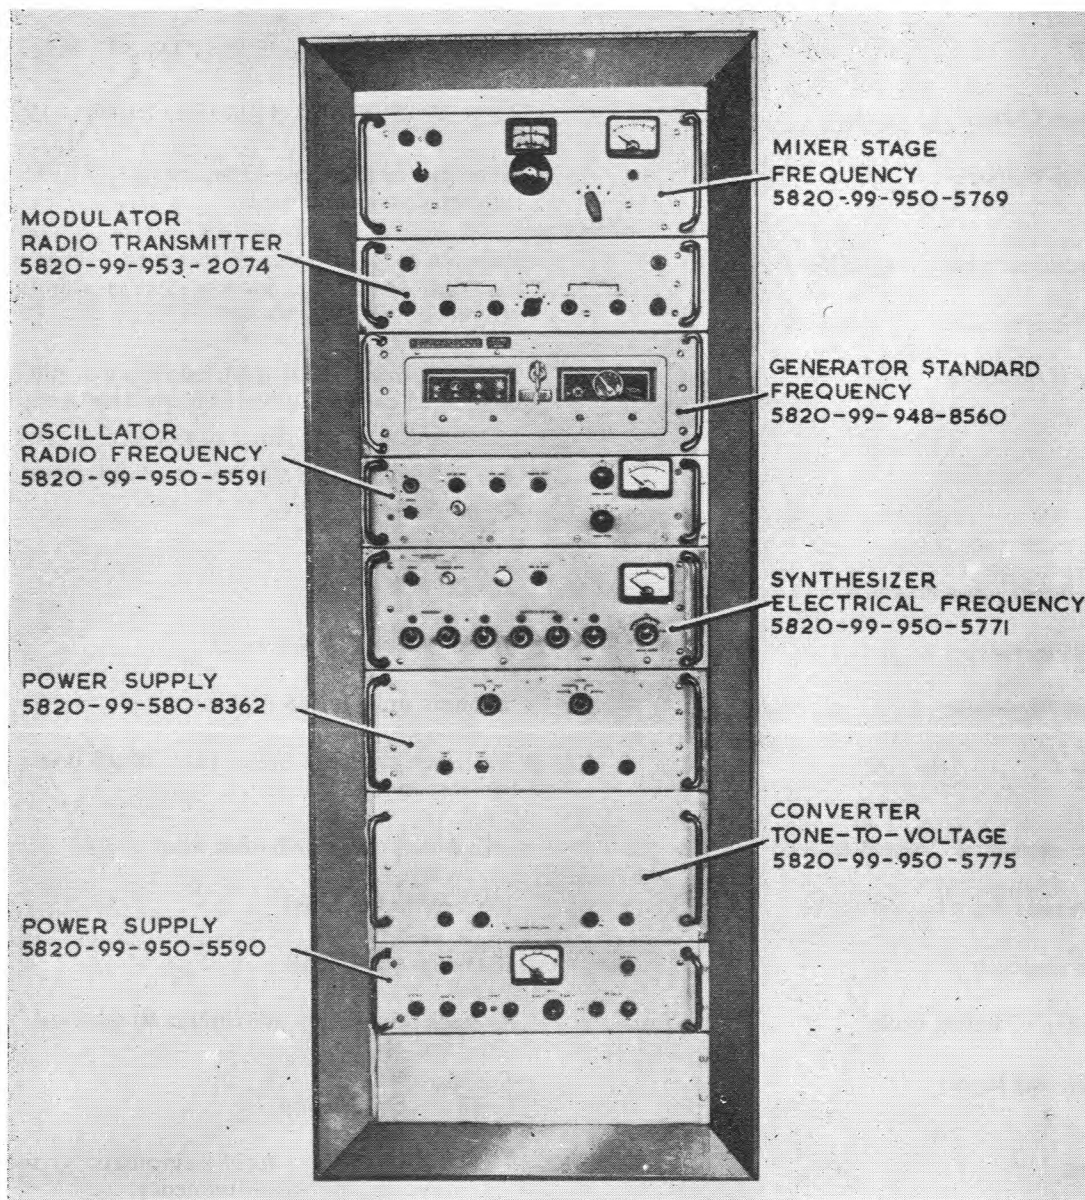 MIXER STAGE
FREQUENCY
5820-99-950-5769
MODULATOR
RADIO TRANSMITTER
5820-99-953-2074
GENERATOR STANDARD
FREQUENCY
5820-99-948-8560
OSCILLATOR
RADIO FREQUENCY
5820-99-950-5591
SYNTHESIZER
ELECTRICAL FREQUENCY
5820-99-950-5771
POWER SUPPLY
5820-99-580-8362
CONVERTER
TONE-TO-VOLTAGE
5820-99-950-5775
POWER SUPPLY
5820-99-950-5590